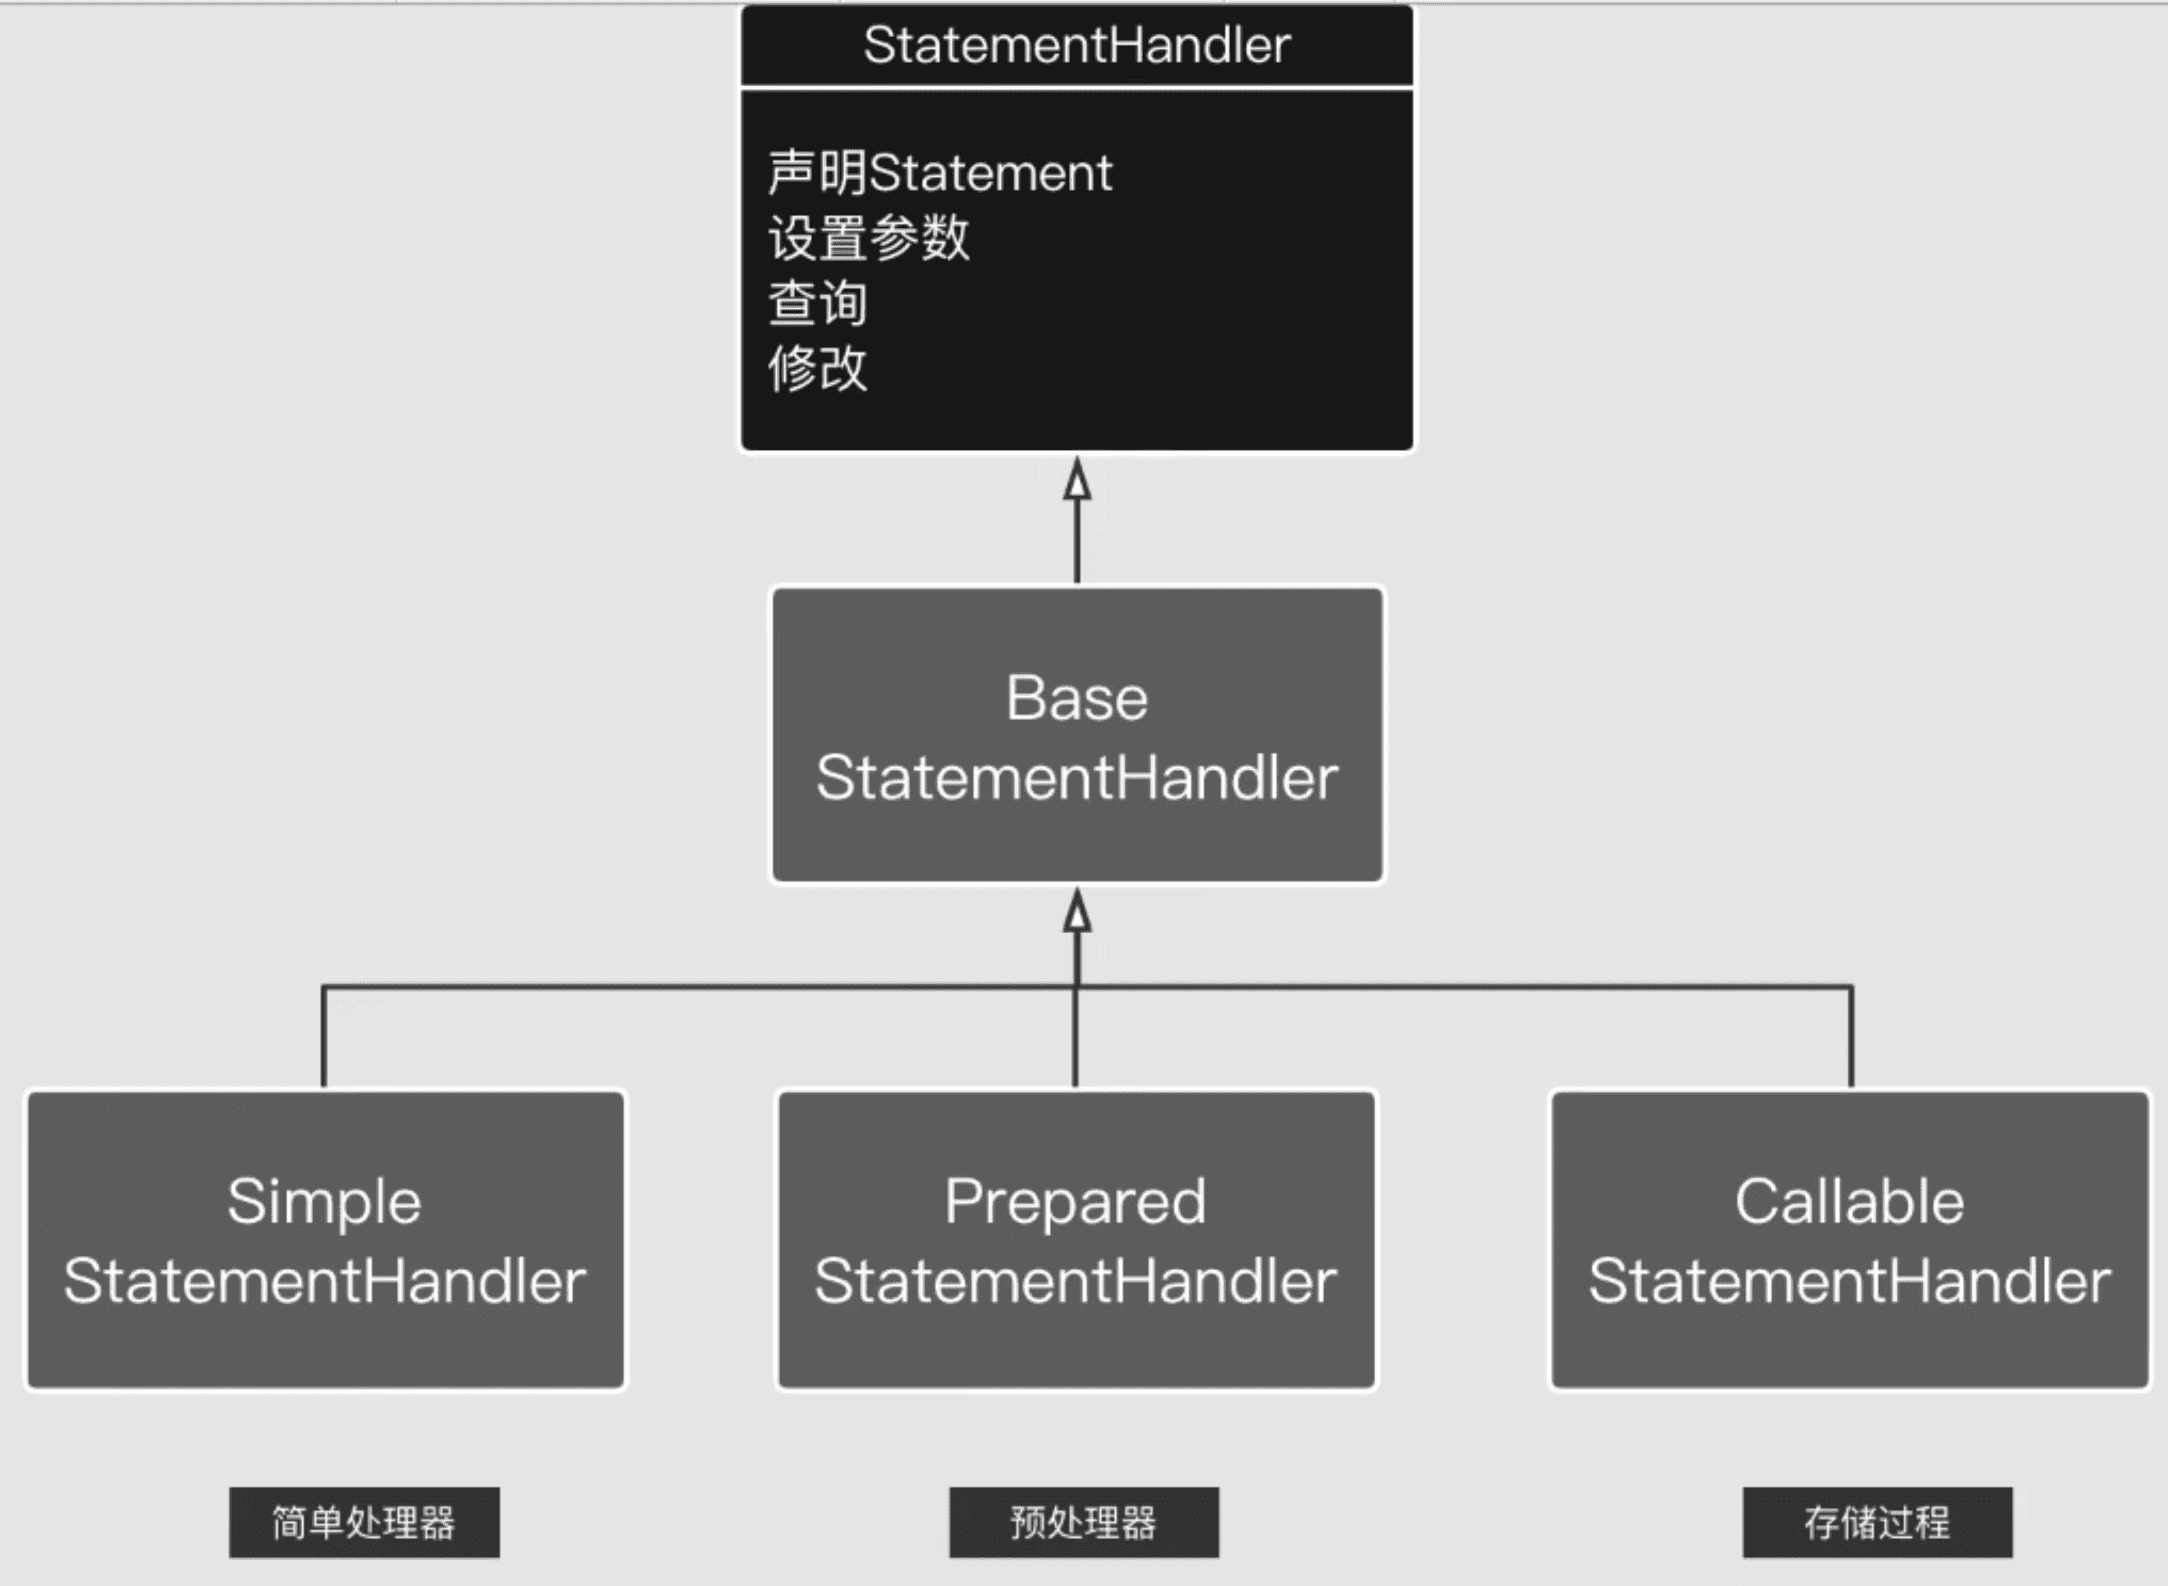 StatementHandler
声明Statement
设置参数
查询
修改
Base
StatementHandler
Simple
StatementHandler
Prepared
StatementHandler
Callable
StatementHandler
简单处理器
预处理器
存储过程